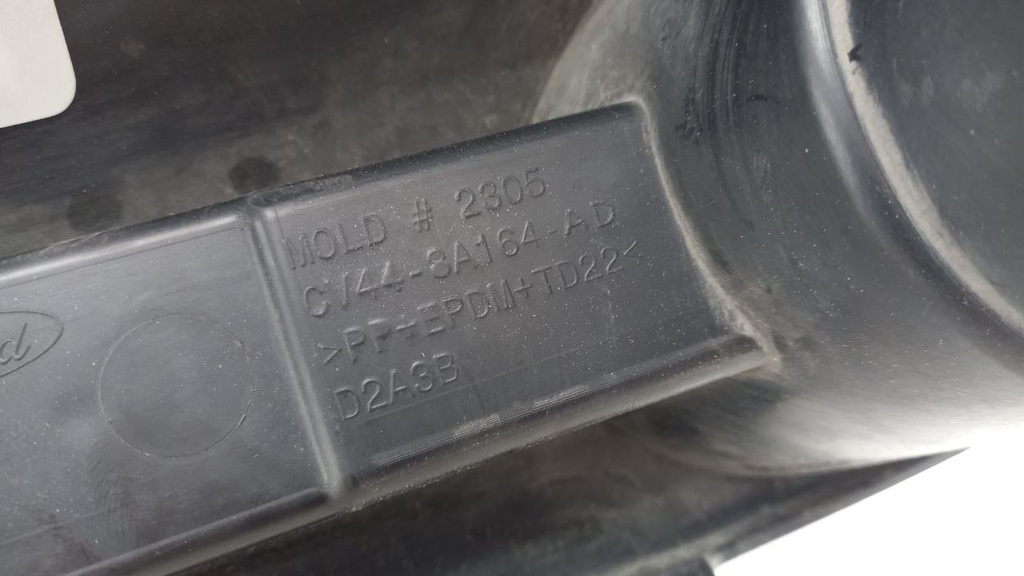 MOLD # 2305
CV44-8A164-AD
>PP+EPDM+TD22<
D2A3B